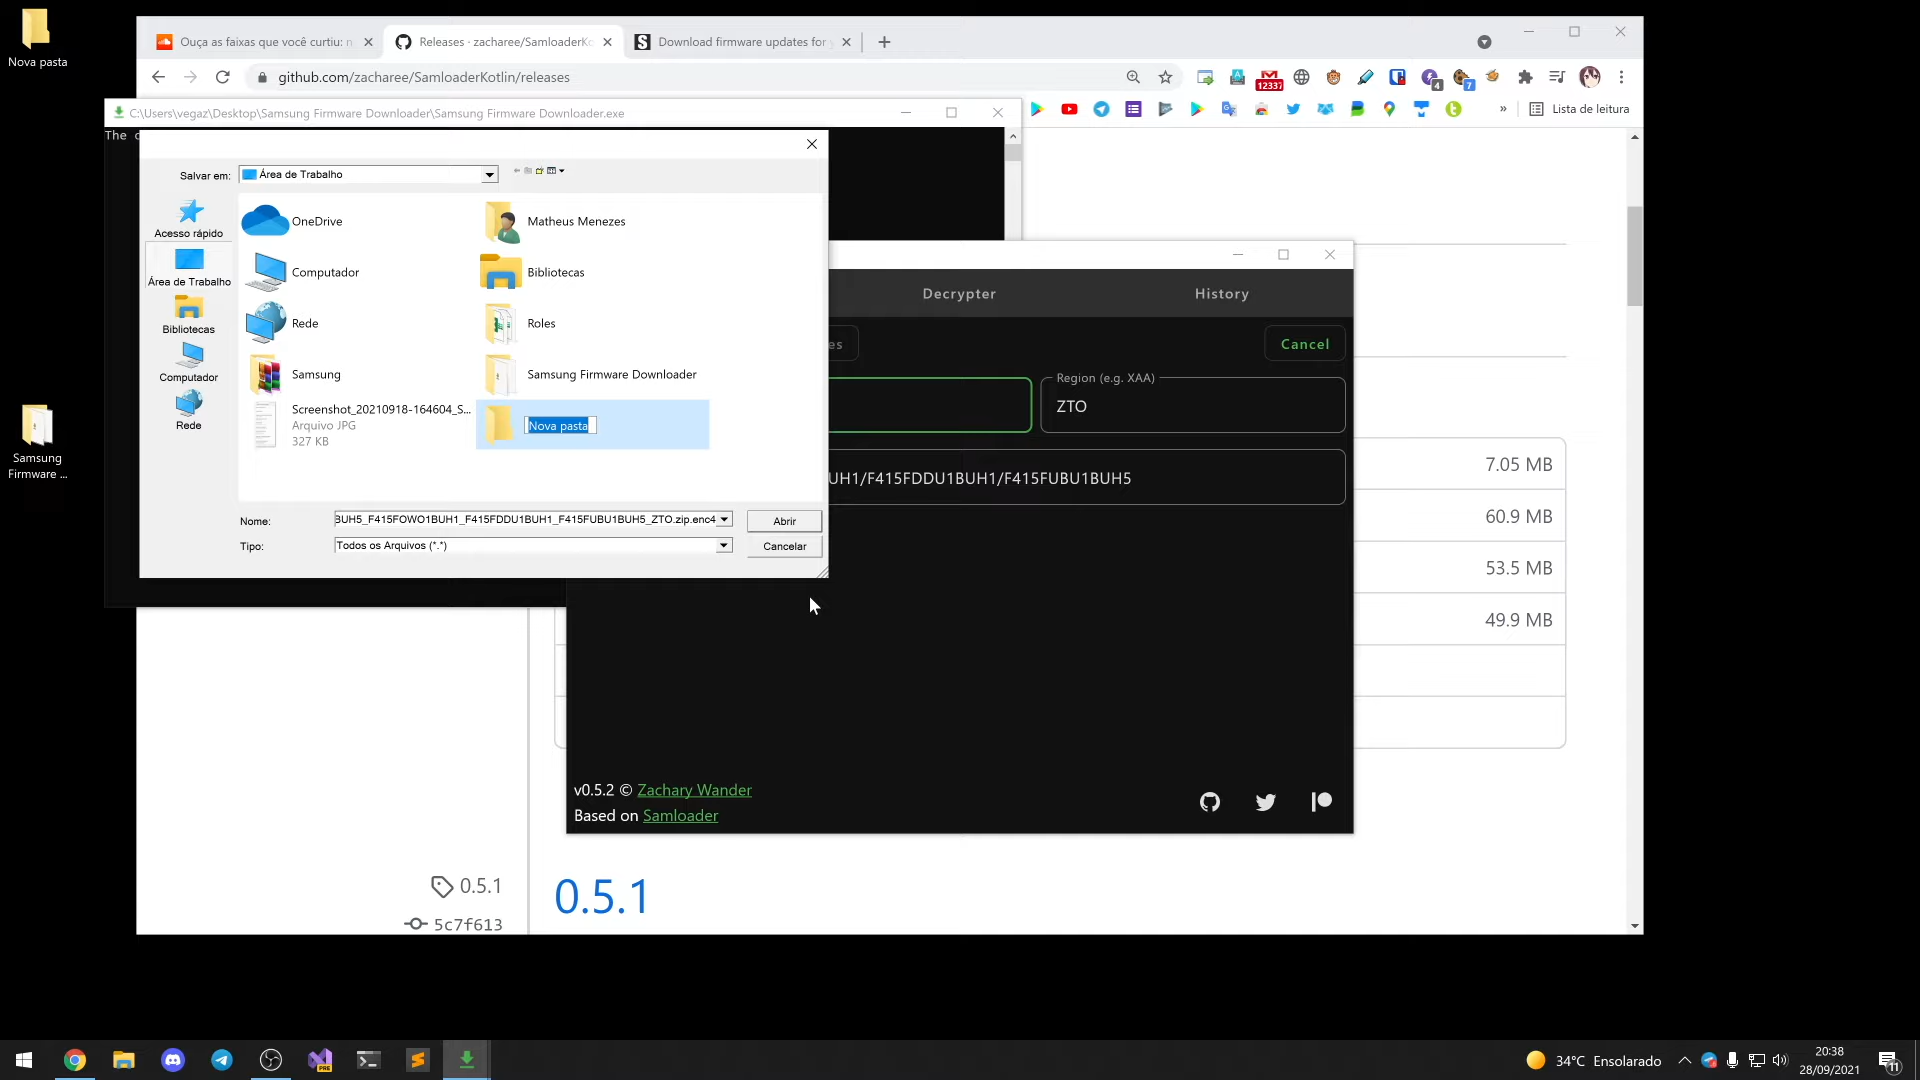 Nova pasta
Ouça as faixas que você curtiu: n
Releases · zacharee/SamloaderKo
Download firmware updates for y
github.com/zacharee/SamloaderKotlin/releases
12337
4
7
Lista de leitura
C:\Users\vegaz\Desktop\Samsung Firmware Downloader\Samsung Firmware Downloader.exe
The
Salvar em:
Área de Trabalho
Acesso rápido
Área de Trabalho
Bibliotecas
Computador
Rede
OneDrive
Matheus Menezes
Computador
Bibliotecas
Rede
Roles
Samsung
Samsung Firmware Downloader
Screenshot_20210918-164604_S...
Arquivo JPG
327 KB
Nova pasta
Nome:
BUH5_F415FOWO1BUH1_F415FDDU1BUH1_F415FUBU1BUH5_ZTO.zip.enc4
Abrir
Tipo:
Todos os Arquivos (*.*)
Cancelar
Samsung
Firmware ...
Decrypter
History
es
Cancel
Region (e.g. XAA)
ZTO
UH1/F415FDDU1BUH1/F415FUBU1BUH5
7.05 MB
60.9 MB
53.5 MB
49.9 MB
v0.5.2 © Zachary Wander
Based on Samloader
0.5.1
5c7f613
0.5.1
PRE
34°C Ensolarado
20:38
28/09/2021
11